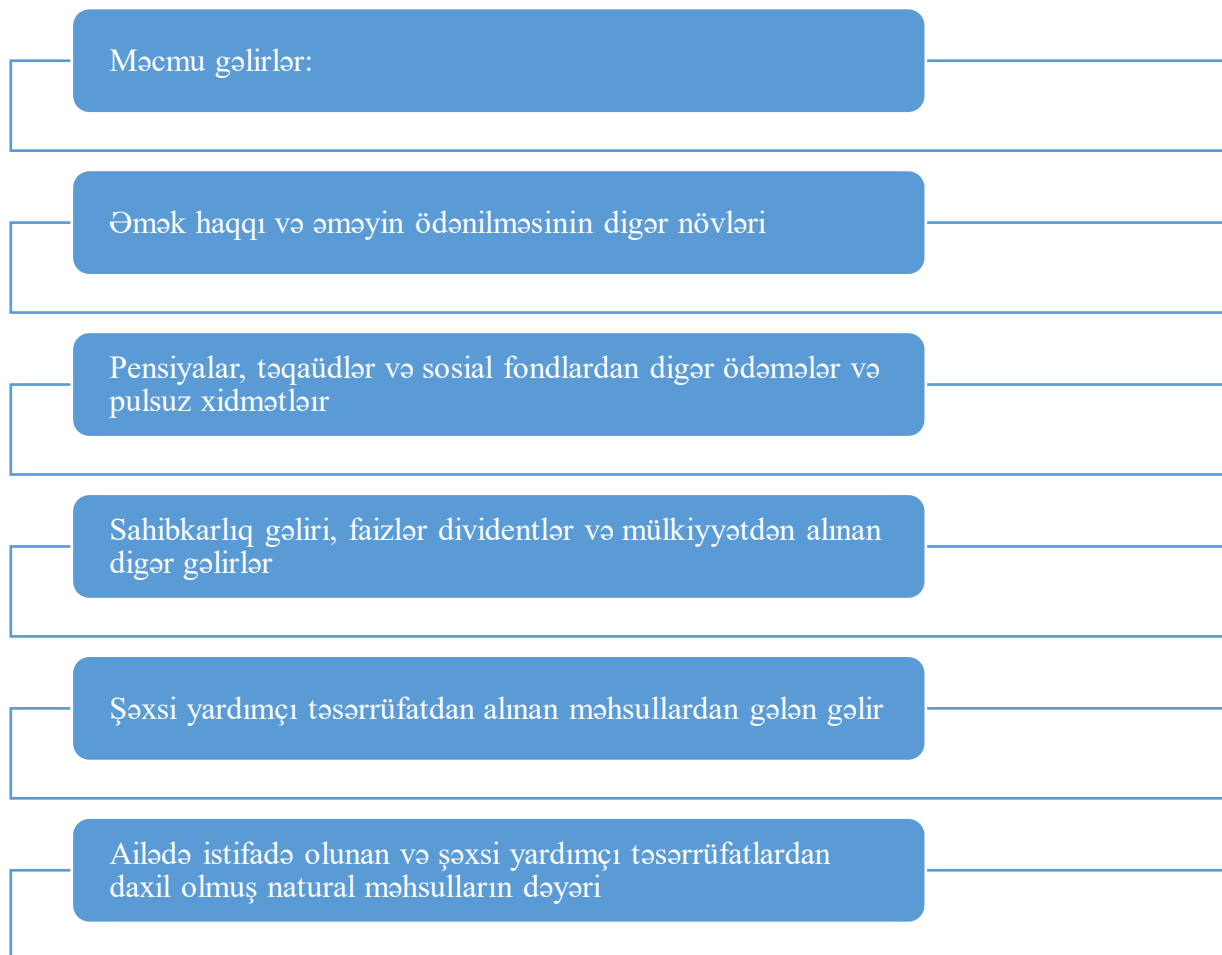 Məcmu gəlirlər:
Əmək haqqı və əməyin ödənilməsinin digər növləri
Pensiyalar, təqaüdlər və sosial fondlardan digər ödəmələr və
pulsuz xidmətləır
Sahibkarlıq gəliri, faizlər dividentlər və mülkiyyətdən alınan
digər gəlirlər
Şəxsi yardımçı təsərrüfatdan alınan məhsullardan gələn gəlir
Ailədə istifadə olunan və şəxsi yardımçı təsərrüfatlardan
daxil olmuş natural məhsulların dəyəri